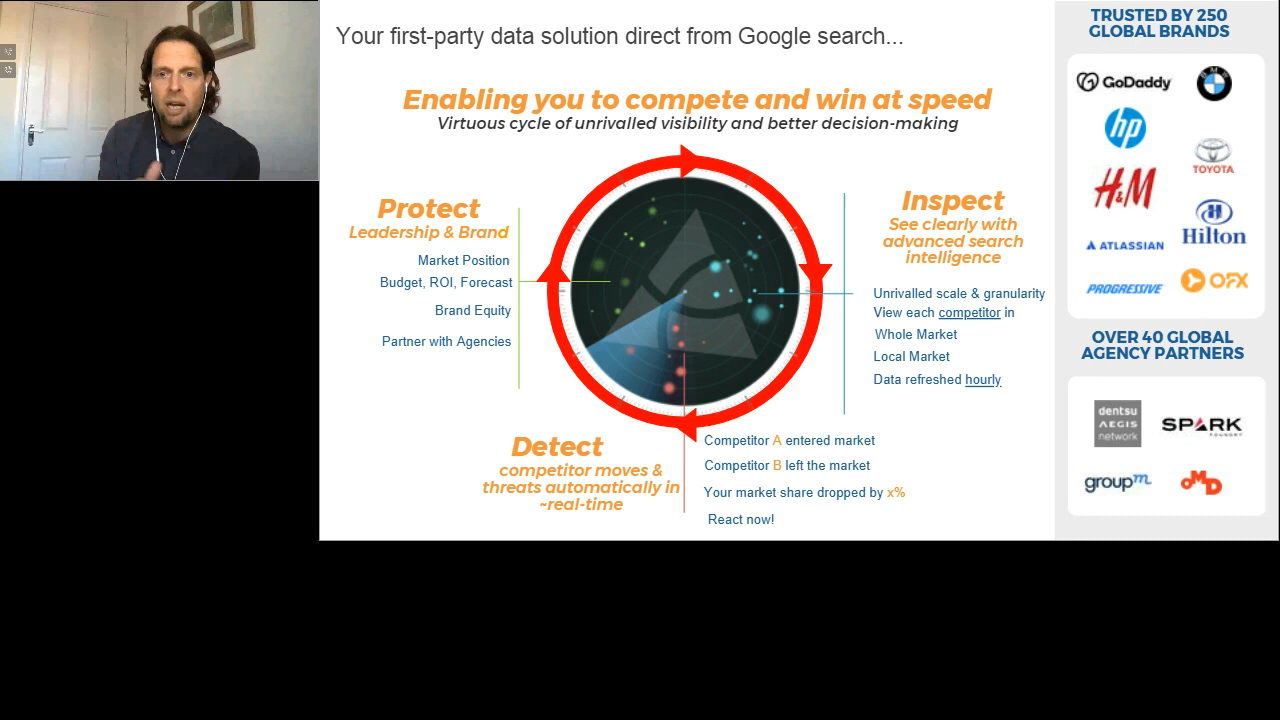 Your first-party data solution direct from Google search...
Enabling you to compete and win at speed
Virtuous cycle of unrivalled visibility and better decision-making
Protect
Leadership & Brand
Market Position
Budget, ROI, Forecast
Brand Equity
Partner with Agencies
Inspect
See clearly with
advanced search
intelligence
Unrivalled scale & granularity
View each competitor in
Whole Market
Local Market
Data refreshed hourly
Detect
competitor moves &
threats automatically in
~real-time
Competitor A entered market
Competitor B left the market
Your market share dropped by x%
React now!
TRUSTED BY 250
GLOBAL BRANDS
GoDaddy
BMW
hp
TOYOTA
H&M
Hilton
ATLASSIAN
PROGRESSIVE
OFX
OVER 40 GLOBAL
AGENCY PARTNERS
dentsu
AEGIS
network
SPARK
FOUNDRY
groupm
OMD